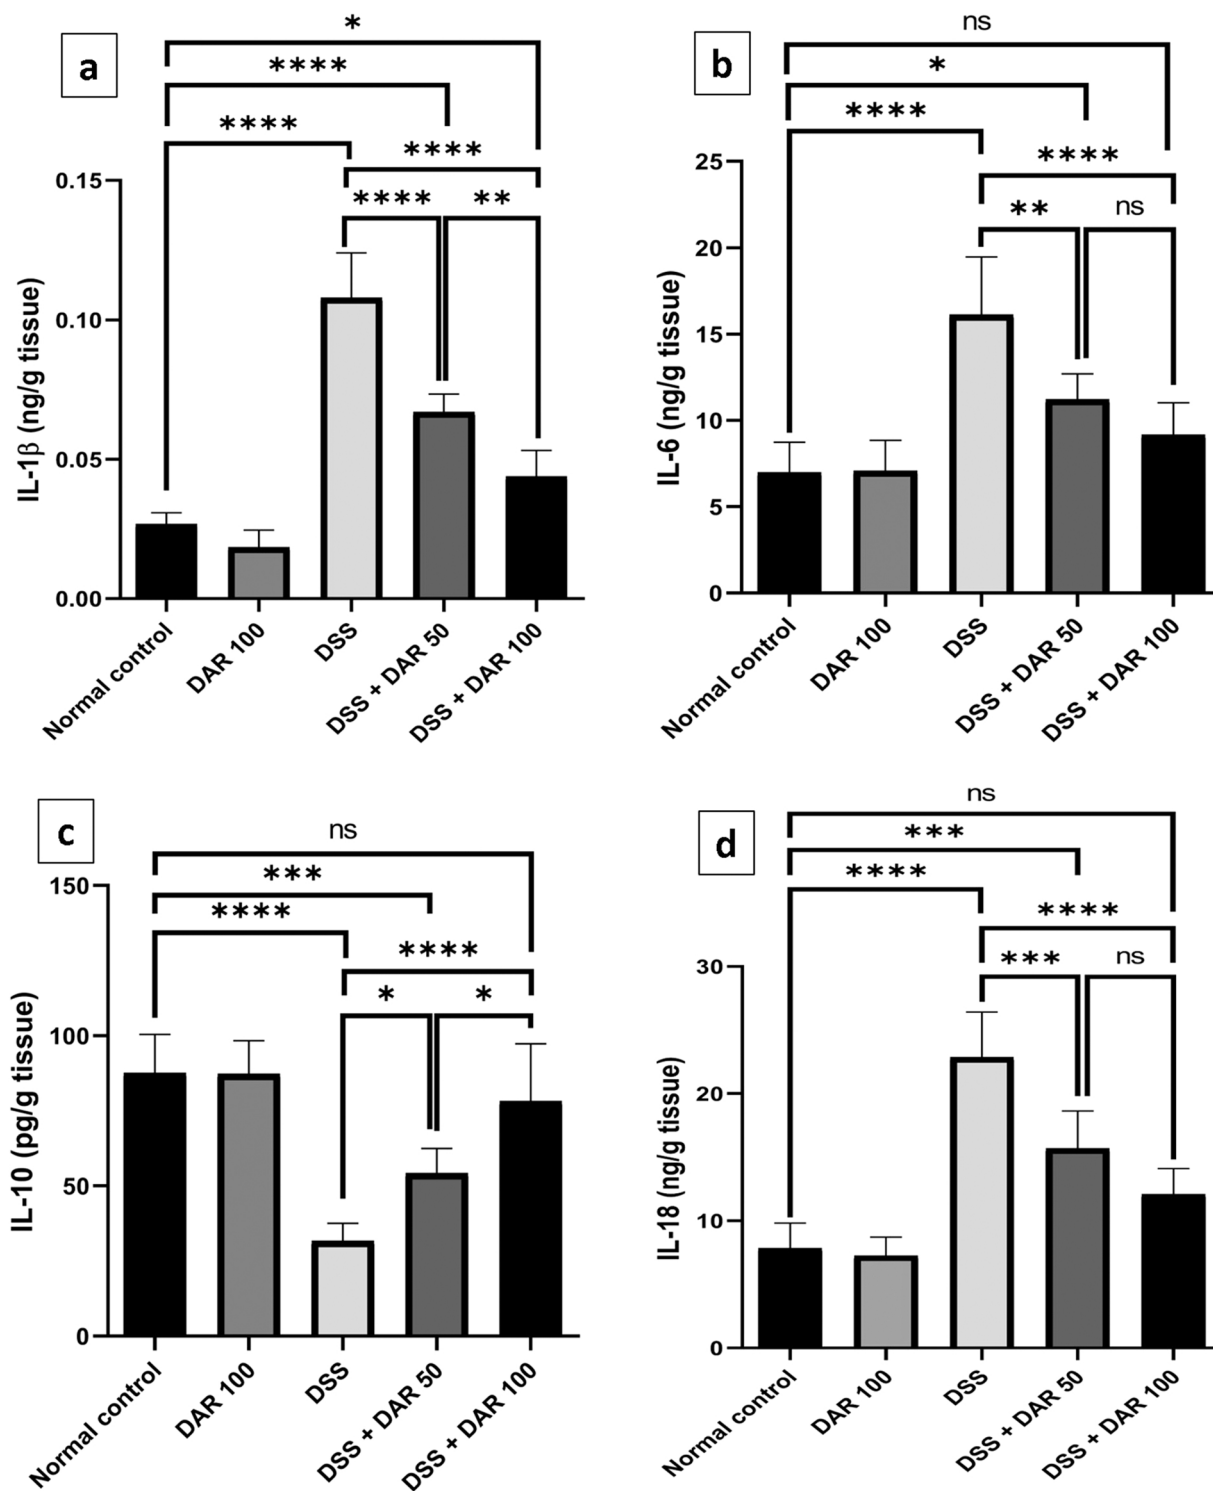 a
*
****
****
****
****
**
0.15
0.10
0.05
0.00
IL-1β (ng/g tissue)
Normal control
DAR 100
DSS
DSS + DAR 50
DSS + DAR 100
b
ns
*
****
****
**
ns
25
20
15
10
5
0
IL-6 (ng/g tissue)
Normal control
DAR 100
DSS
DSS + DAR 50
DSS + DAR 100
c
ns
***
****
****
*
*
150
100
50
0
IL-10 (pg/g tissue)
Normal control
DAR 100
DSS
DSS + DAR 50
DSS + DAR 100
d
ns
***
****
****
***
ns
30
20
10
0
IL-18 (ng/g tissue)
Normal control
DAR 100
DSS
DSS + DAR 50
DSS + DAR 100